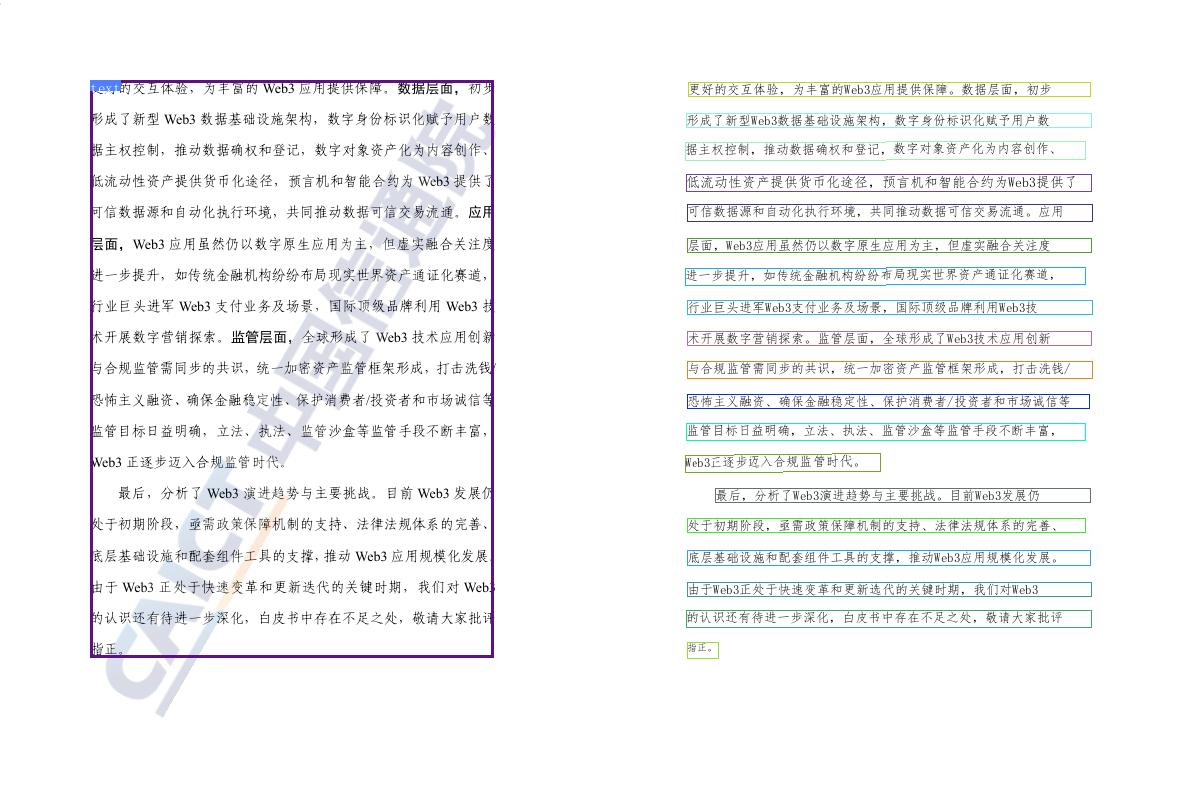 text
更好的交互体验，为丰富的 Web3 应用提供保障。数据层面，初步
形成了新型 Web3 数据基础设施架构，数字身份标识化赋予用户数
据主权控制，推动数据确权和登记，数字对象资产化为内容创作、
低流动性资产提供货币化途径，预言机和智能合约为 Web3 提供了
可信数据源和自动化执行环境，共同推动数据可信交易流通。应用
层面，Web3 应用虽然仍以数字原生应用为主，但虚实融合关注度
进一步提升，如传统金融机构纷纷布局现实世界资产通证化赛道，
行业巨头进军 Web3 支付业务及场景，国际顶级品牌利用 Web3 技
术开展数字营销探索。监管层面，全球形成了 Web3 技术应用创新
与合规监管需同步的共识，统一加密资产监管框架形成，打击洗钱/
恐怖主义融资、确保金融稳定性、保护消费者/投资者和市场诚信等
监管目标日益明确，立法、执法、监管沙盒等监管手段不断丰富，
Web3 正逐步迈入合规监管时代。
最后，分析了 Web3 演进趋势与主要挑战。目前 Web3 发展仍
处于初期阶段，亟需政策保障机制的支持、法律法规体系的完善、
底层基础设施和配套组件工具的支撑，推动 Web3 应用规模化发展。
由于 Web3 正处于快速变革和更新迭代的关键时期，我们对 Web3
的认识还有待进一步深化，白皮书中存在不足之处，敬请大家批评
指正。
CAICT 中国信通院
更好的交互体验，为丰富的Web3应用提供保障。数据层面，初步
形成了新型Web3数据基础设施架构，数字身份标识化赋予用户数
据主权控制，推动数据确权和登记，数字对象资产化为内容创作、
低流动性资产提供货币化途径，预言机和智能合约为Web3提供了
可信数据源和自动化执行环境，共同推动数据可信交易流通。应用
层面，Web3应用虽然仍以数字原生应用为主，但虚实融合关注度
进一步提升，如传统金融机构纷纷布局现实世界资产通证化赛道，
行业巨头进军Web3支付业务及场景，国际顶级品牌利用Web3技
术开展数字营销探索。监管层面，全球形成了Web3技术应用创新
与合规监管需同步的共识，统一加密资产监管框架形成，打击洗钱/
恐怖主义融资、确保金融稳定性、保护消费者/投资者和市场诚信等
监管目标日益明确，立法、执法、监管沙盒等监管手段不断丰富，
Web3正逐步迈入合规监管时代。
最后，分析了Web3演进趋势与主要挑战。目前Web3发展仍
处于初期阶段，亟需政策保障机制的支持、法律法规体系的完善、
底层基础设施和配套组件工具的支撑，推动Web3应用规模化发展。
由于Web3正处于快速变革和更新迭代的关键时期，我们对Web3
的认识还有待进一步深化，白皮书中存在不足之处，敬请大家批评
指正。